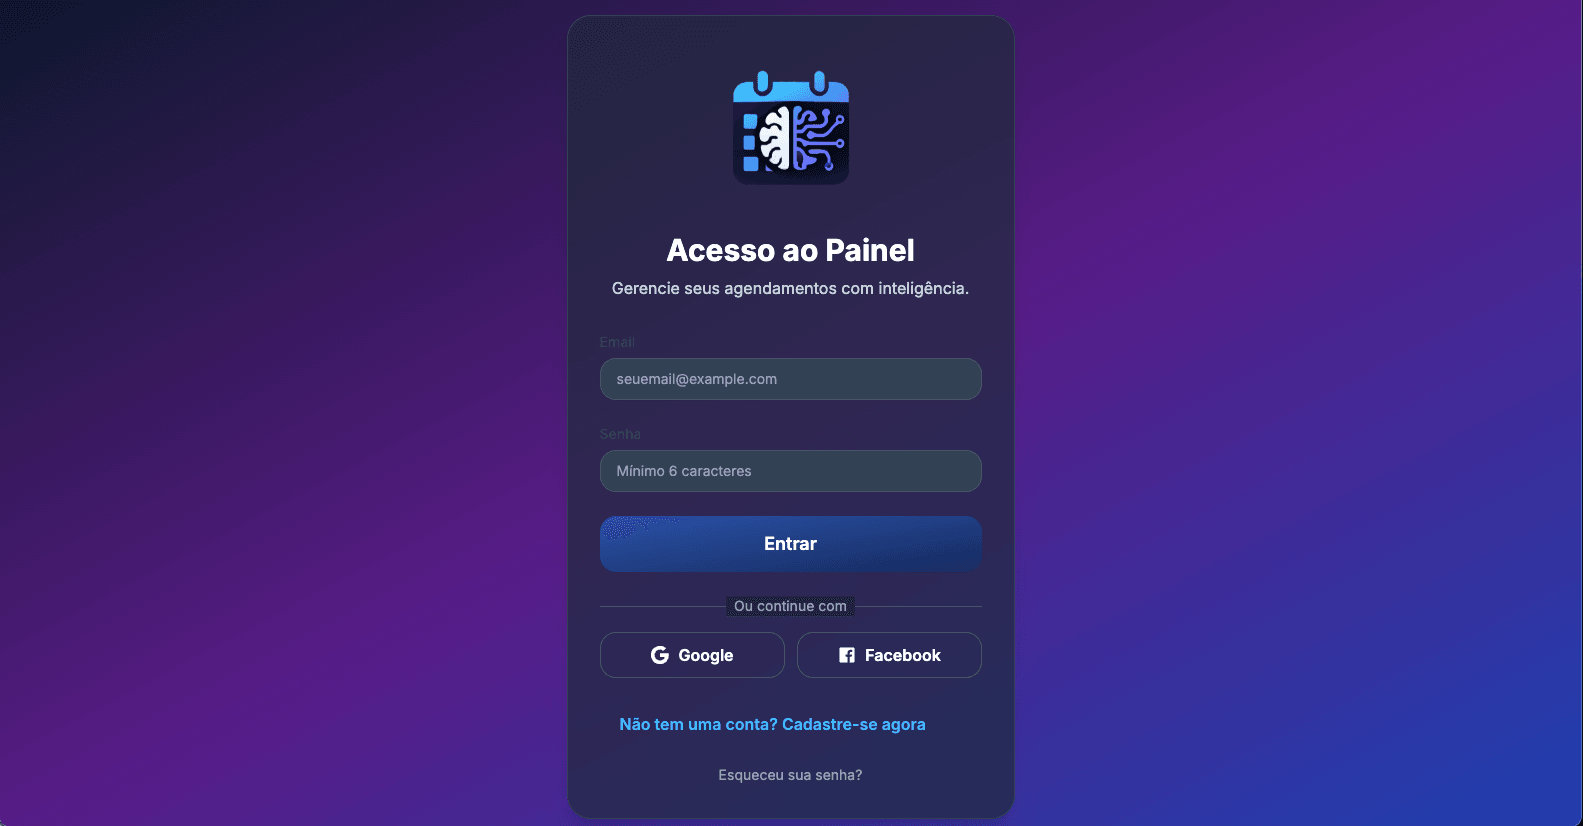 Acesso ao Painel
Gerencie seus agendamentos com inteligência.
Email
seuemail@example.com
Senha
Mínimo 6 caracteres
Entrar
Ou continue com
Google
Facebook
Não tem uma conta? Cadastre-se agora
Esqueceu sua senha?